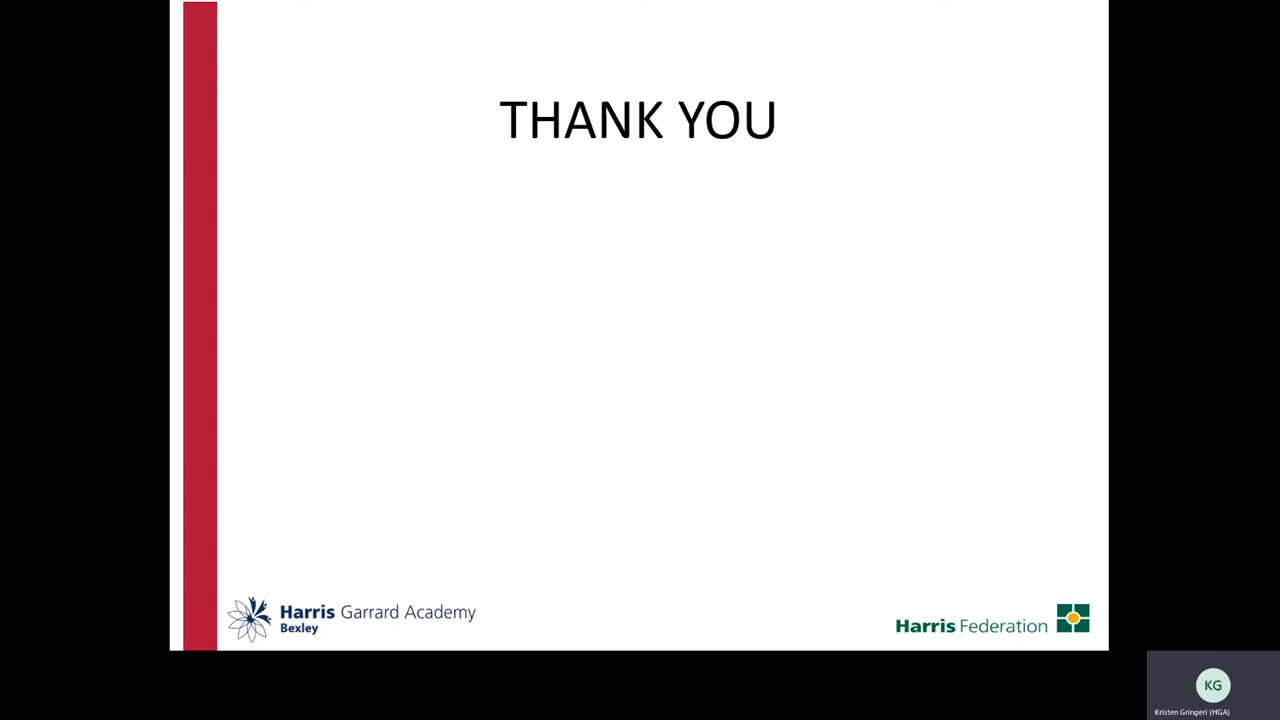 THANK YOU
Harris Garrard Academy
Bexley
Harris Federation
KG
Kristen Gringeri (HGA)